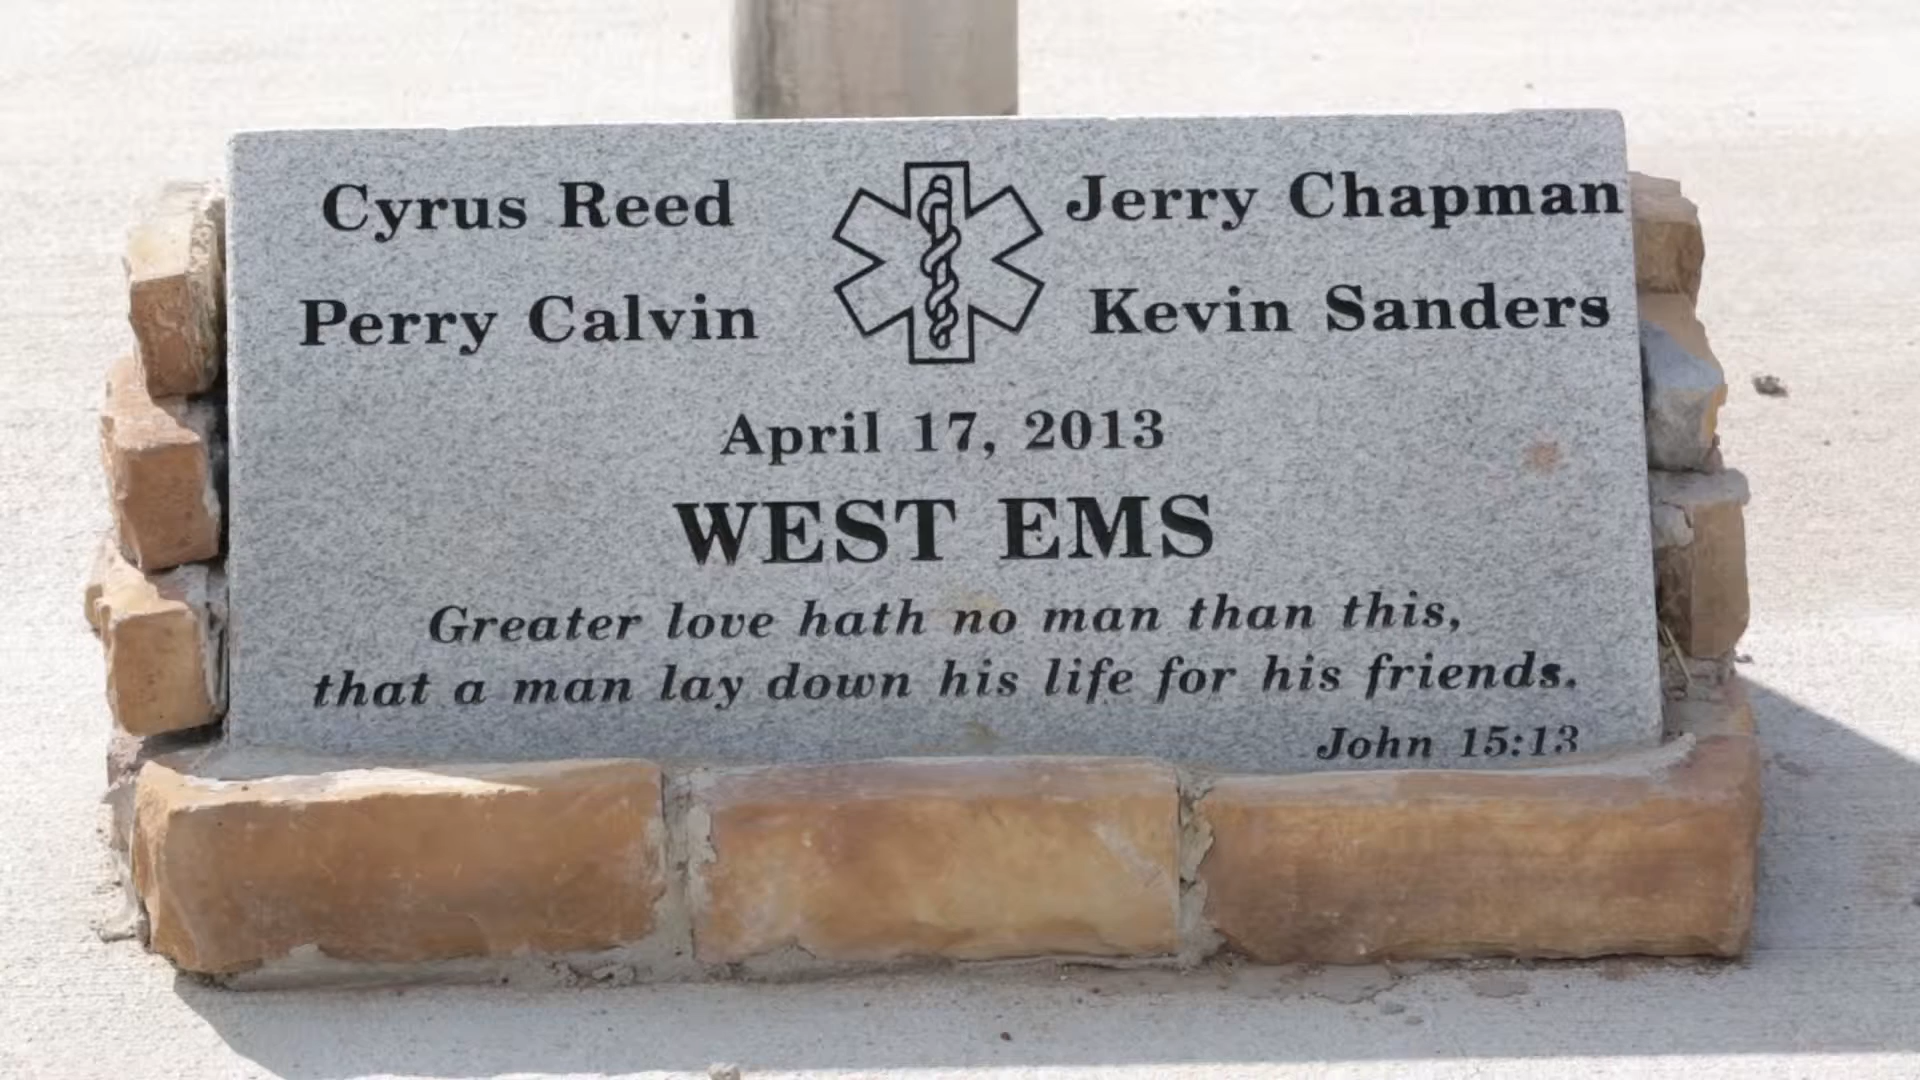 Cyrus Reed
Jerry Chapman
Perry Calvin
Kevin Sanders
April 17, 2013
WEST EMS
Greater love hath no man than this,
that a man lay down his life for his friends.
John 15:13